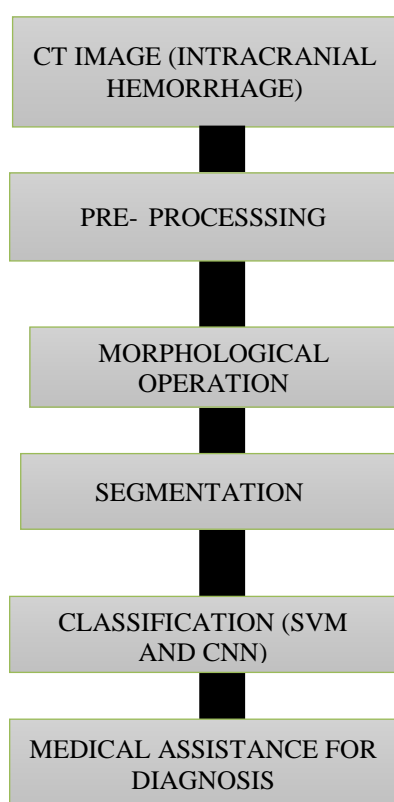 CT IMAGE (INTRACRANIAL
HEMORRHAGE)
PRE- PROCESSSING
MORPHOLOGICAL
OPERATION
SEGMENTATION
CLASSIFICATION (SVM
AND CNN)
MEDICAL ASSISTANCE FOR
DIAGNOSIS